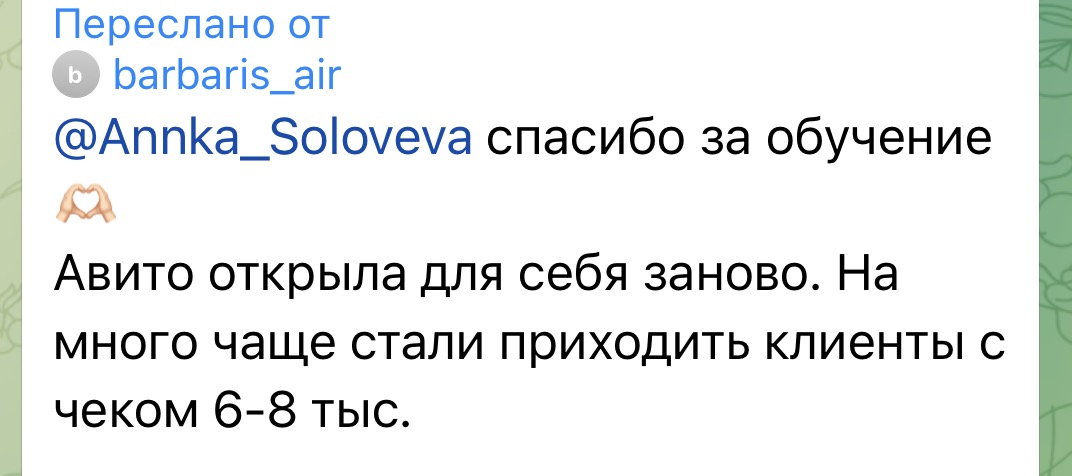 Переслано от
b barbaris_air
@Annka_Soloveva спасибо за обучение
🫶🏻
Авито открыла для себя заново. На
много чаще стали приходить клиенты с
чеком 6-8 тыс.